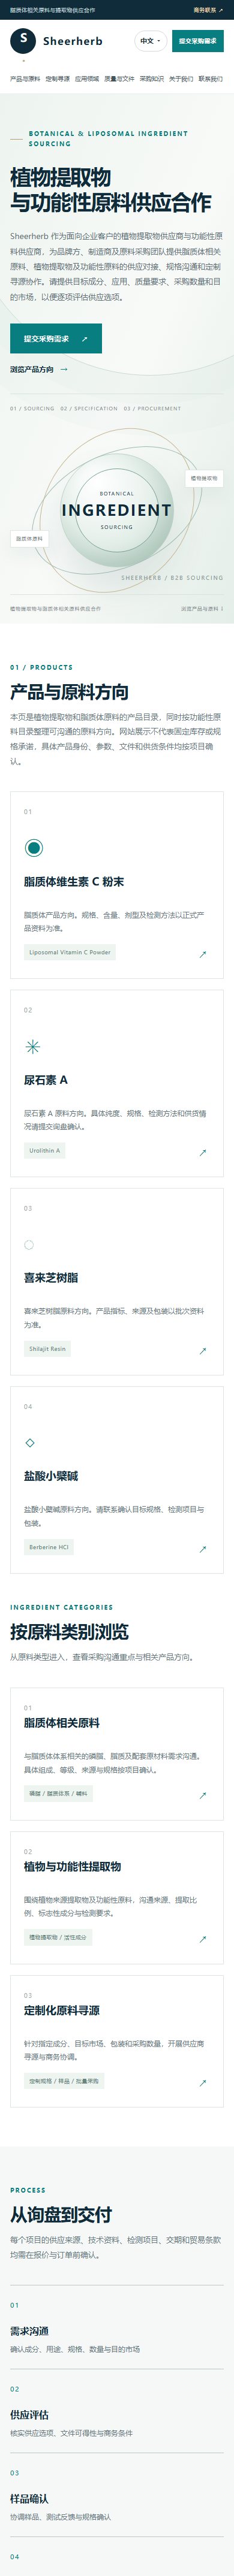 脂质体相关原料与提取物供应合作 商务联系 ↗
S Sheerherb 中文 提交采购需求
产品与原料 定制寻源 应用领域 质量与文件 采购知识 关于我们 联系我们
BOTANICAL & LIPOSOMAL INGREDIENT
SOURCING
植物提取物
与功能性原料供应合作
Sheerherb 作为面向企业客户的植物提取物供应商与功能性原
料供应商，为品牌方、制造商及原料采购团队提供脂质体相关
原料、植物提取物及功能性原料的供应对接、规格沟通和定制
寻源协作。请提供目标成分、应用、质量要求、采购数量和目
的市场，以便逐项评估供应选项。
提交采购需求 ↗
浏览产品方向 →
01 / SOURCING 02 / SPECIFICATION 03 / PROCUREMENT
植物提取物
BOTANICAL
INGREDIENT
SOURCING
脂质体原料
SHEERHERB / B2B SOURCING
植物提取物与脂质体相关原料供应合作 浏览产品与原料 ↓
01 / PRODUCTS
产品与原料方向
本页是植物提取物和脂质体原料的产品目录，同时按功能性原
料目录整理可沟通的原料方向。网站展示不代表固定库存或规
格承诺，具体产品身份、参数、文件和供货条件均按项目确
认。
01
脂质体维生素 C 粉末
脂质体产品方向。规格、含量、剂型及检测方法以正式产
品资料为准。
Liposomal Vitamin C Powder ↗
02
尿石素 A
尿石素 A 原料方向。具体纯度、规格、检测方法和供货情
况请提交询盘确认。
Urolithin A ↗
03
喜来芝树脂
喜来芝树脂原料方向。产品指标、来源及包装以批次资料
为准。
Shilajit Resin ↗
04
盐酸小檗碱
盐酸小檗碱原料方向。请联系确认目标规格、检测项目与
包装。
Berberine HCl ↗
INGREDIENT CATEGORIES
按原料类别浏览
从原料类型进入，查看采购沟通重点与相关产品方向。
01
脂质体相关原料
与脂质体体系相关的磷脂、脂质及配套原材料需求沟通。
具体组成、等级、来源与规格按项目确认。
磷脂 / 脂质体系 / 辅料 ↗
02
植物与功能性提取物
围绕植物来源提取物及功能性原料，沟通来源、提取比
例、标志性成分与检测要求。
植物提取物 / 活性成分 ↗
03
定制化原料寻源
针对指定成分、目标市场、包装和采购数量，开展供应商
寻源与商务协调。
定制规格 / 样品 / 批量采购 ↗
PROCESS
从询盘到交付
每个项目的供应来源、技术资料、检测项目、交期和贸易条款
均需在报价与订单前确认。
01
需求沟通
确认成分、用途、规格、数量与目的市场
02
供应评估
核实供应选项、文件可得性与商务条件
03
样品确认
协调样品、测试反馈与规格确认
04